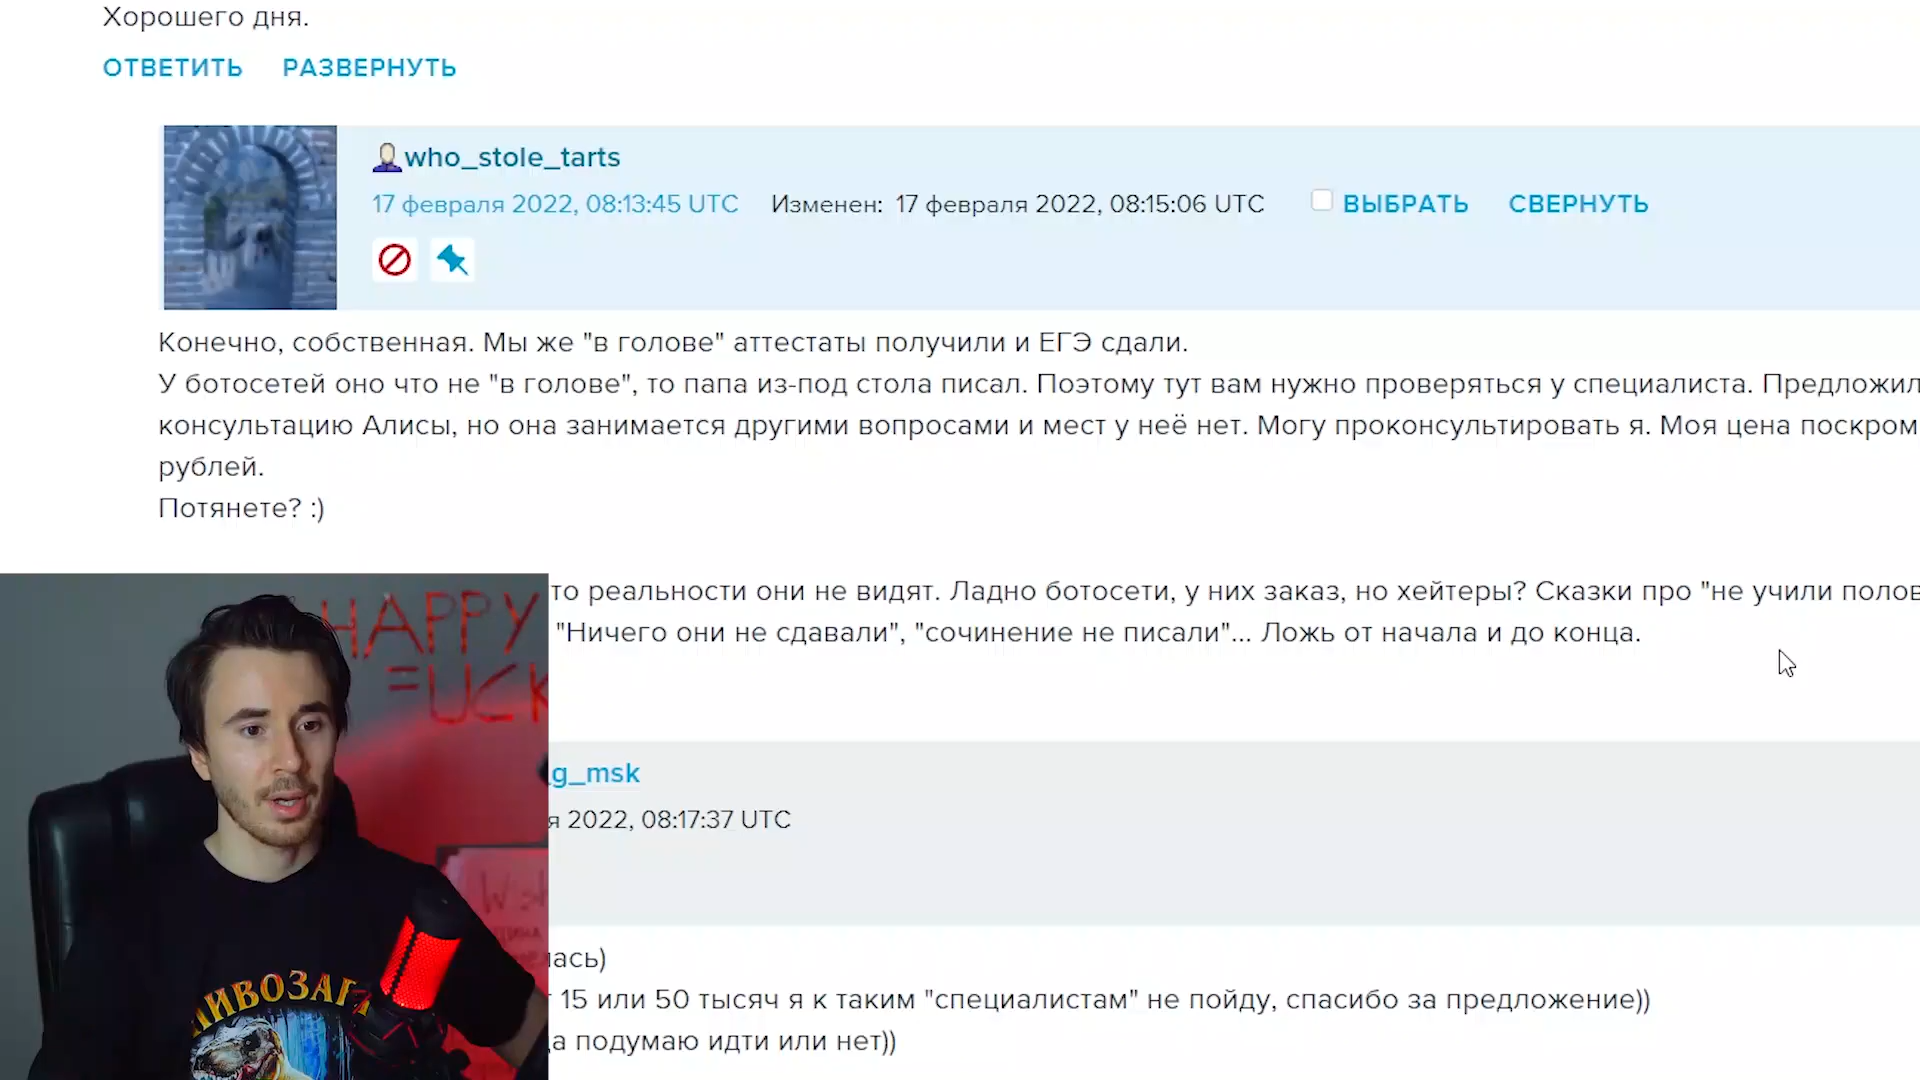 Хорошего дня.
ОТВЕТИТЬ РАЗВЕРНУТЬ
who_stole_tarts
17 февраля 2022, 08:13:45 UTC Изменен: 17 февраля 2022, 08:15:06 UTC ВЫБРАТЬ СВЕРНУТЬ
Конечно, собственная. Мы же "в голове" аттестаты получили и ЕГЭ сдали.
У ботосетей оно что не "в голове", то папа из-под стола писал. Поэтому тут вам нужно проверяться у специалиста. Предложил
консультацию Алисы, но она занимается другими вопросами и мест у неё нет. Могу проконсультировать я. Моя цена поскром
рублей.
Потянете? :)
то реальности они не видят. Ладно ботосети, у них заказ, но хейтеры? Сказки про "не учили полов
"Ничего они не сдавали", "сочинение не писали"... Ложь от начала и до конца.
HAPPY
=UCK
g_msk
я 2022, 08:17:37 UTC
лась)
15 или 50 тысяч я к таким "специалистам" не пойду, спасибо за предложение))
а подумаю идти или нет))
ИВОЗАВ